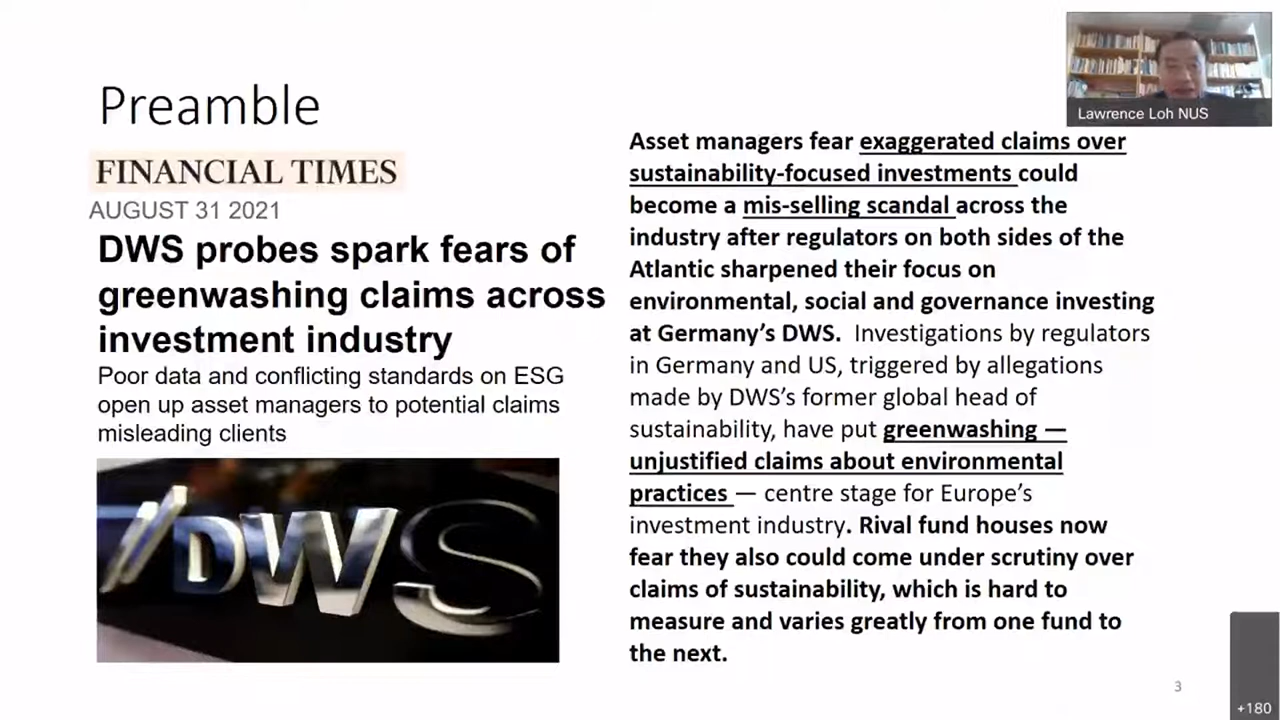 Lawrence Loh NUS
Preamble
FINANCIAL TIMES
AUGUST 31 2021
DWS probes spark fears of
greenwashing claims across
investment industry
Poor data and conflicting standards on ESG
open up asset managers to potential claims
misleading clients
/DWS
Asset managers fear exaggerated claims over
sustainability-focused investments could
become a mis-selling scandal across the
industry after regulators on both sides of the
Atlantic sharpened their focus on
environmental, social and governance investing
at Germany’s DWS.  Investigations by regulators
in Germany and US, triggered by allegations
made by DWS’s former global head of
sustainability, have put greenwashing —
unjustified claims about environmental
practices — centre stage for Europe’s
investment industry. Rival fund houses now
fear they also could come under scrutiny over
claims of sustainability, which is hard to
measure and varies greatly from one fund to
the next.
3
+180